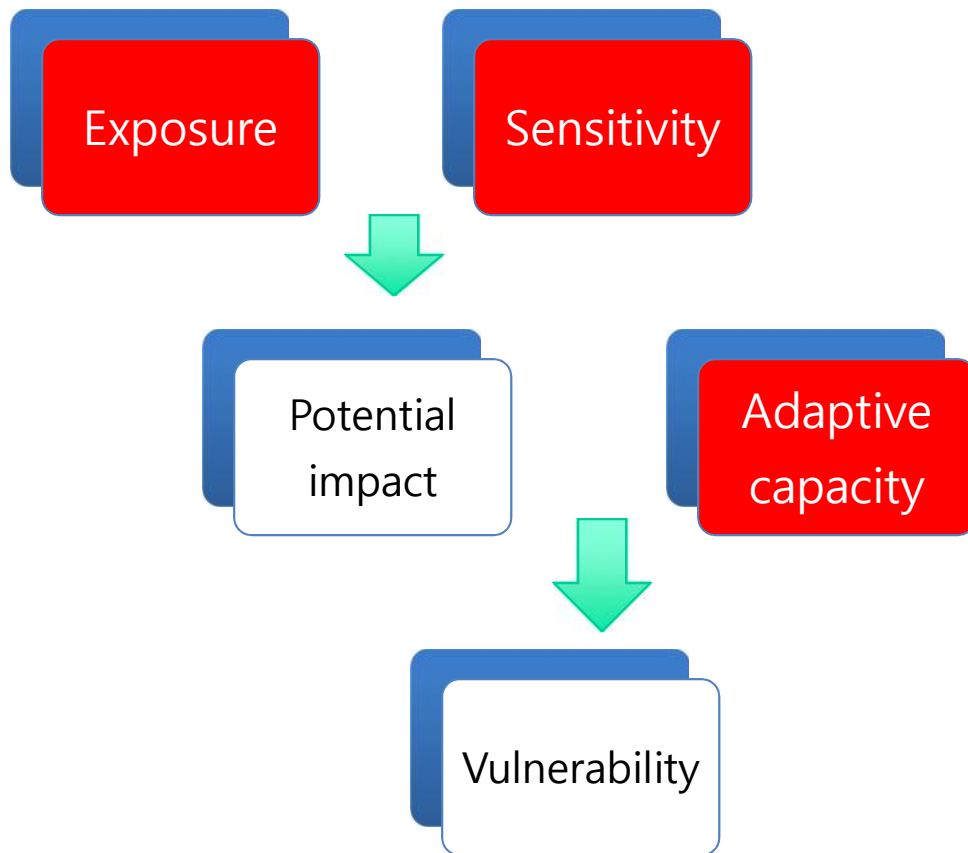 Exposure
Sensitivity
Potential
impact
Adaptive
capacity
Vulnerability